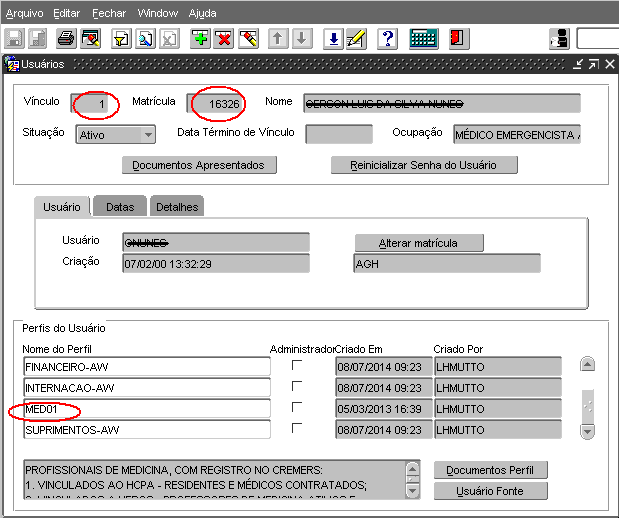 Arquivo Editar Fechar Window Ajuda
Usuários
Vínculo 1 Matrícula 16326 Nome GERSON LUIS DA SILVA NUNES
Situação Ativo Data Término de Vínculo Ocupação MÉDICO EMERGENCISTA
Documentos Apresentados Reinicializar Senha do Usuário
Usuário Datas Detalhes
Usuário GNUNES Alterar matrícula
Criação 07/02/00 13:32:29 AGH
Perfis do Usuário
Nome do Perfil Administrador Criado Em Criado Por
FINANCEIRO-AW 08/07/2014 09:23 LHMUTTO
INTERNACAO-AW 08/07/2014 09:23 LHMUTTO
MED01 05/03/2013 16:39 LHMUTTO
SUPRIMENTOS-AW 08/07/2014 09:23 LHMUTTO
PROFISSIONAIS DE MEDICINA, COM REGISTRO NO CREMERS: Documentos Perfil
1. VINCULADOS AO HCPA - RESIDENTES E MÉDICOS CONTRATADOS;
Usuário Fonte